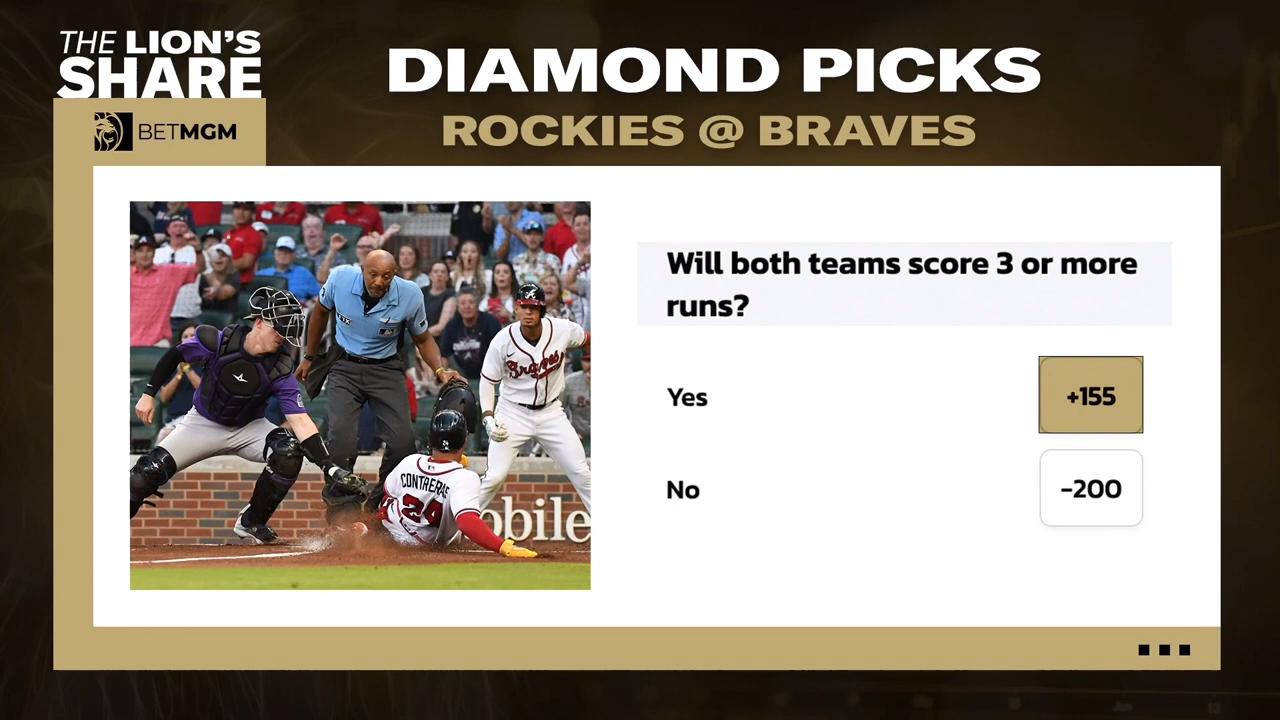 THE LION'S
SHARE
BETMGM
DIAMOND PICKS
ROCKIES @ BRAVES
Will both teams score 3 or more
runs?
Yes
+155
No
-200
Braves
CONTRERAS
24
obile